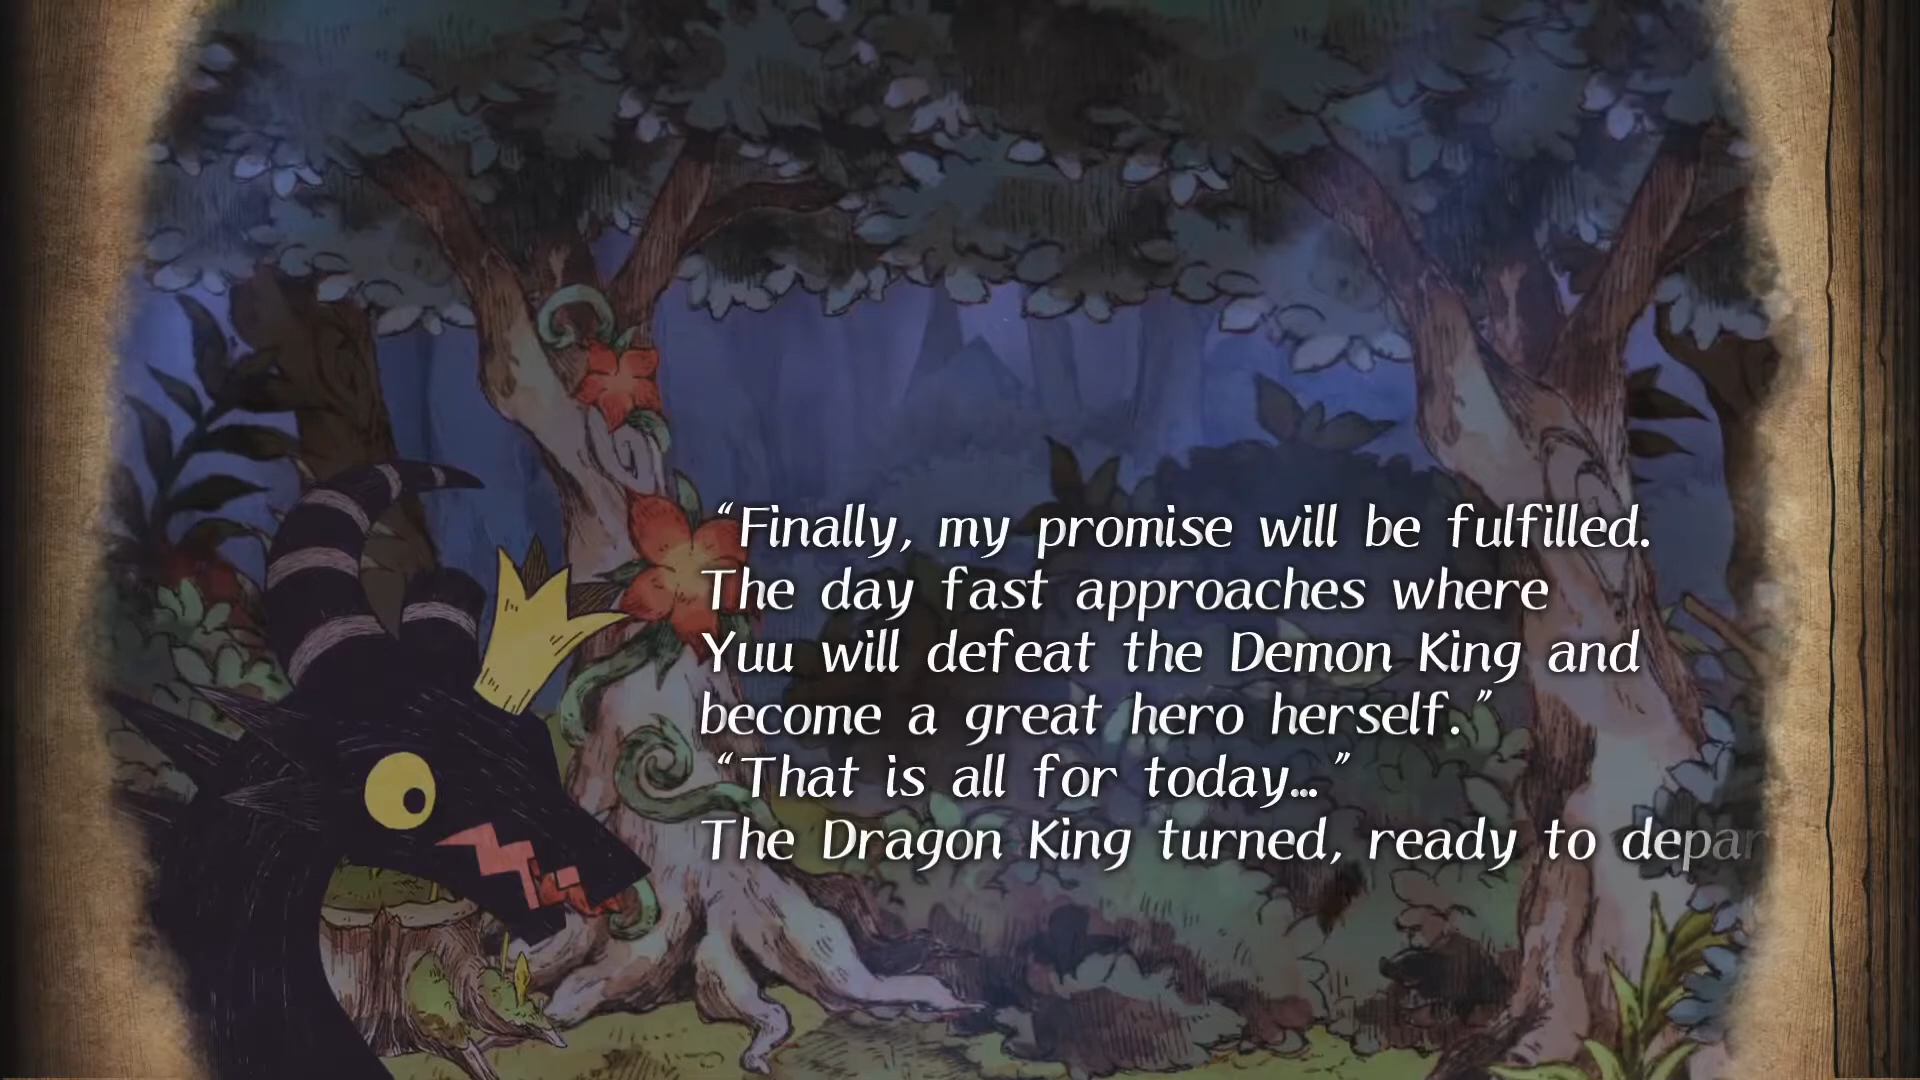 “Finally, my promise will be fulfilled.
The day fast approaches where
Yuu will defeat the Demon King and
become a great hero herself.”
“That is all for today…”
The Dragon King turned, ready to depar